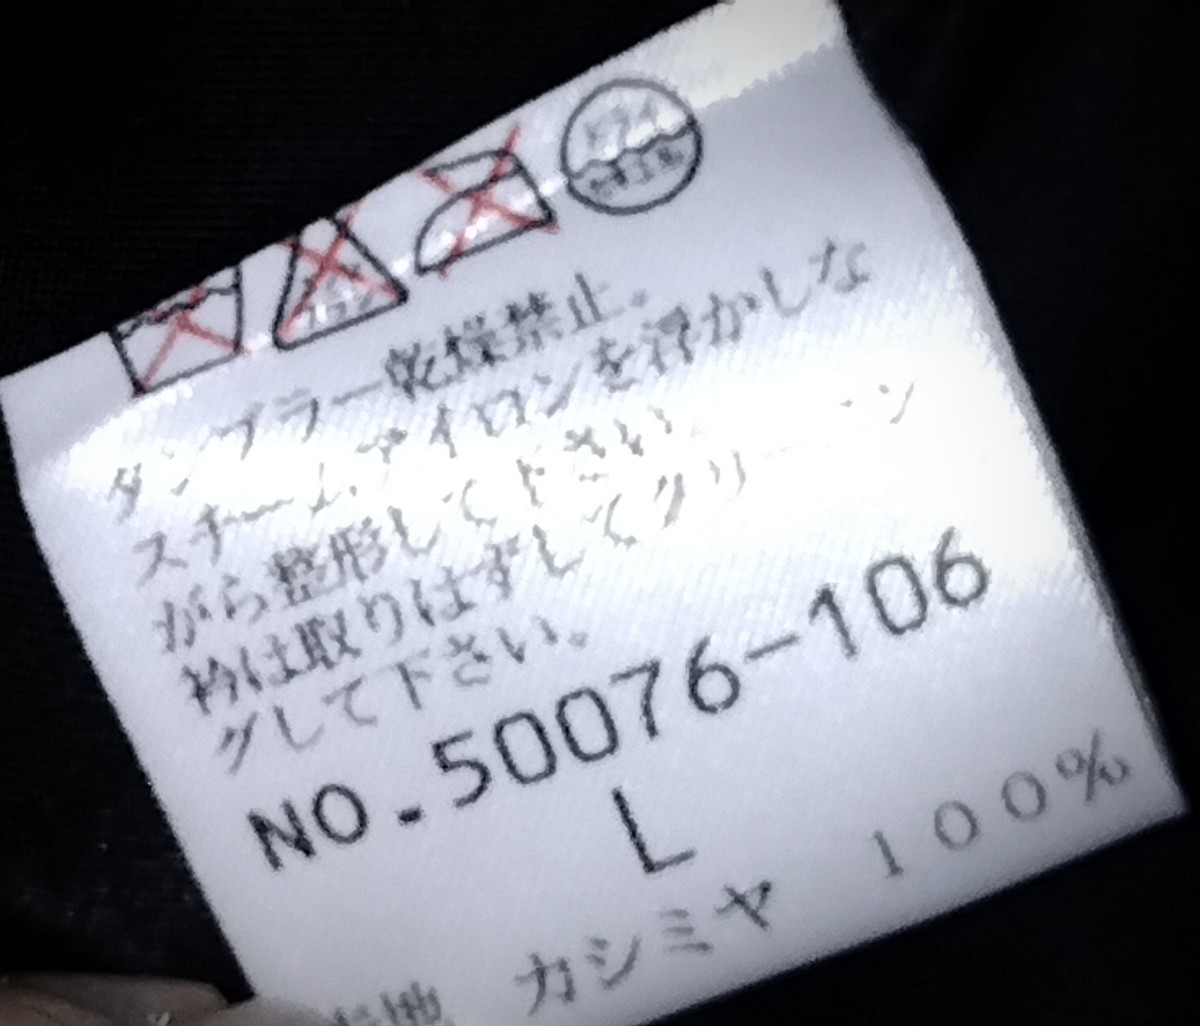 ドライ
タンブラー乾燥禁止。
スチームアイロンを浮かしな
がら整形して下さい
衿は取りはずしてクリーニン
グして下さい。
NO.50076-106
L
カシミヤ 100%